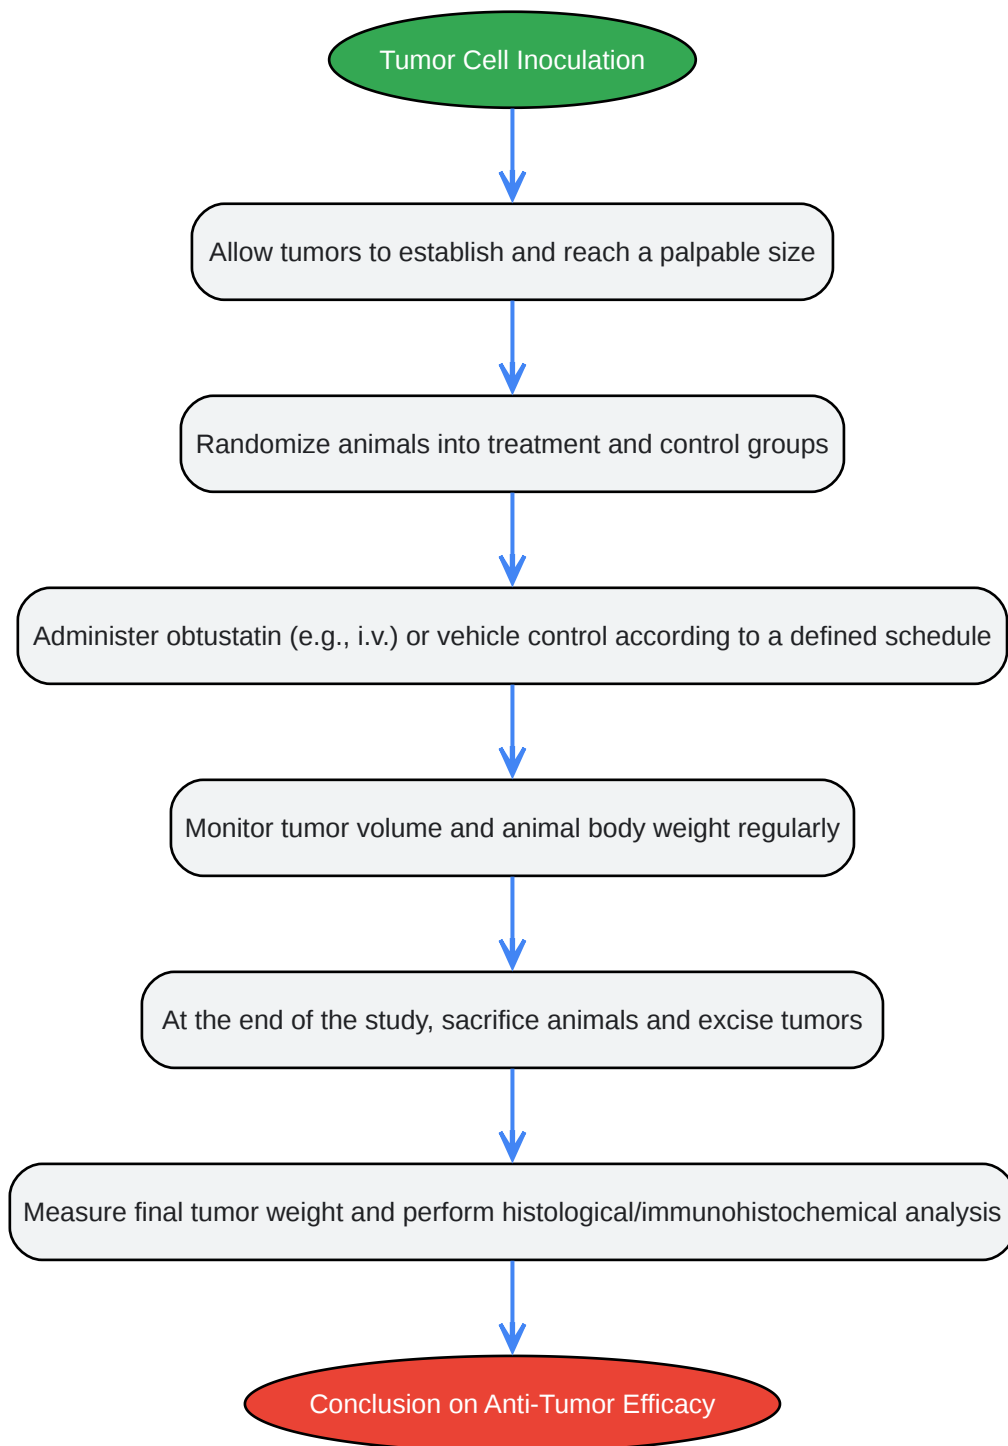 Tumor Cell Inoculation
Allow tumors to establish and reach a palpable size
Randomize animals into treatment and control groups
Administer obtustatin (e.g., i.v.) or vehicle control according to a defined schedule
Monitor tumor volume and animal body weight regularly
At the end of the study, sacrifice animals and excise tumors
Measure final tumor weight and perform histological/immunohistochemical analysis
Conclusion on Anti-Tumor Efficacy